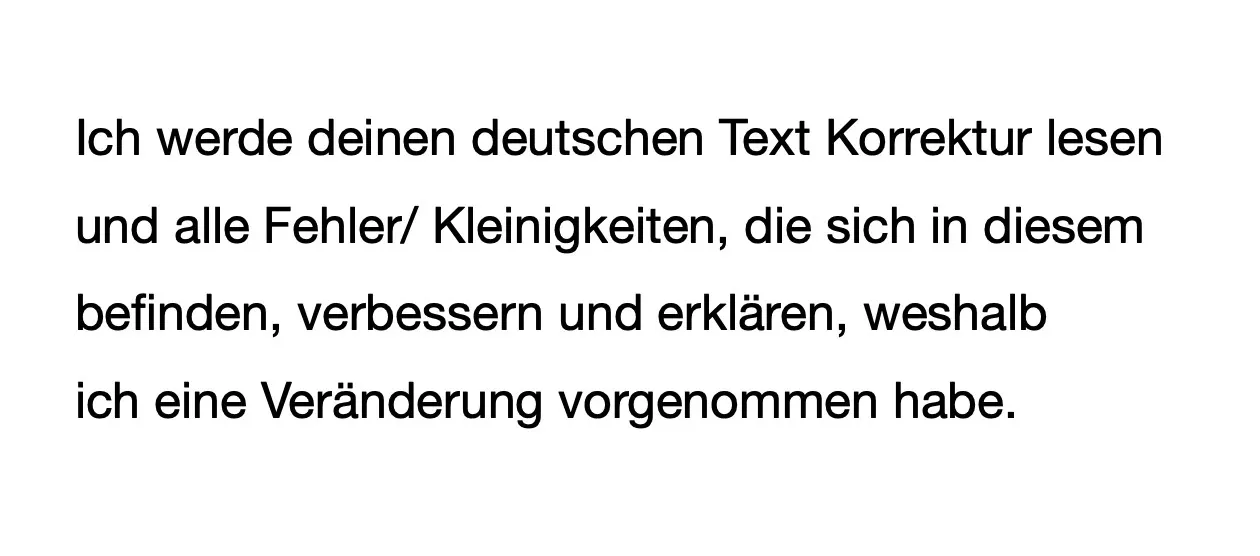 Ich werde deinen deutschen Text Korrektur lesen
und alle Fehler/ Kleinigkeiten, die sich in diesem
befinden, verbessern und erklären, weshalb
ich eine Veränderung vorgenommen habe.